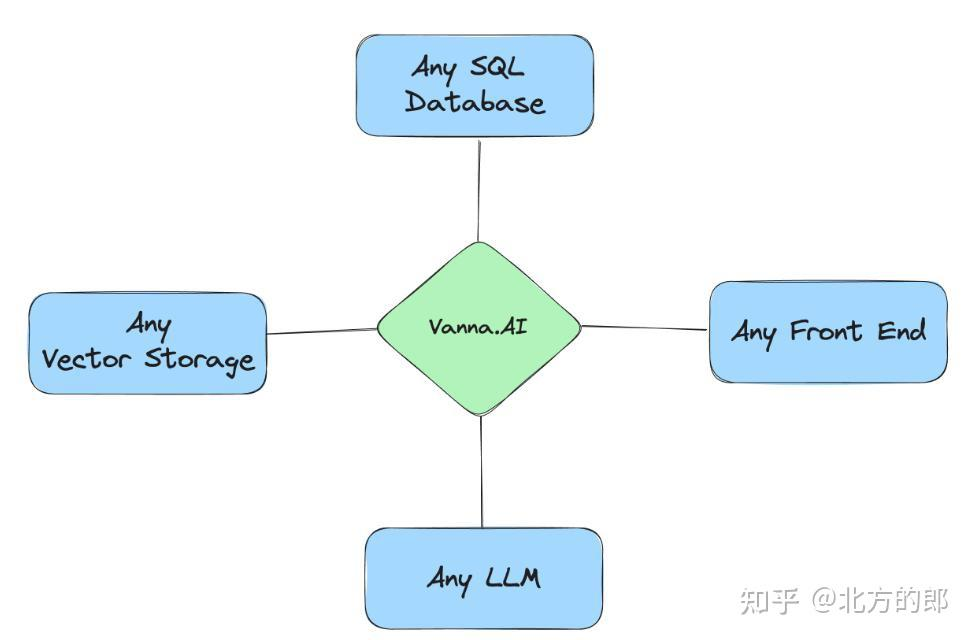 Any SQL
Database
Any
Vector Storage
Vanna.AI
Any Front End
Any LLM
知乎 @北方的郎